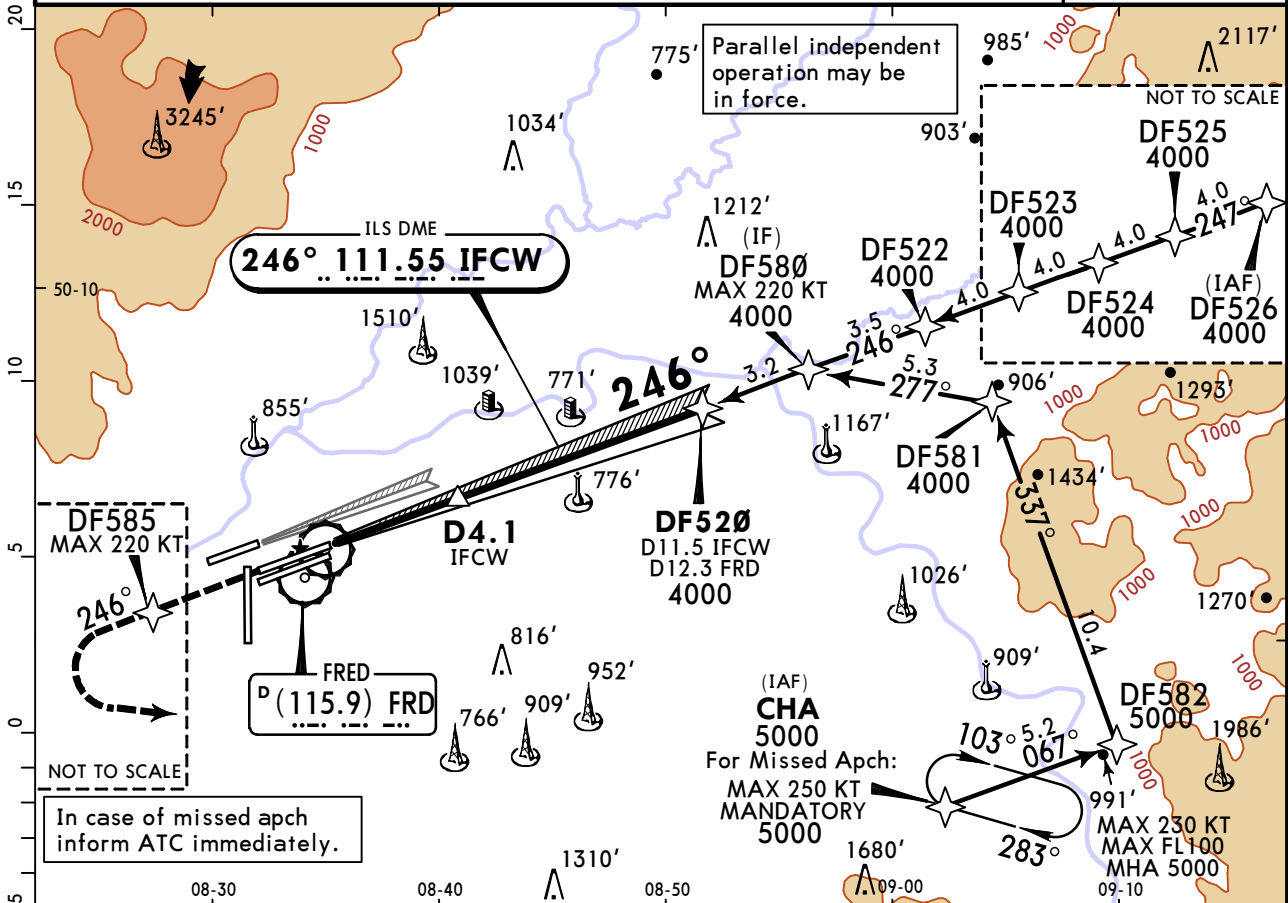 20
775′
Parallel independent
operation may be
in force.
985′
1000
2117′
NOT TO SCALE
3245′
1000
1034′
903′
DF525
4000
15
2000
ILS DME
246° 111.55 IFCW
1212′
(IF)
DF58Ø
MAX 220 KT
4000
DF522
4000
DF523
4000
4.0
247°
4.0
4.0
4.0
DF524
4000
(IAF)
DF526
4000
50-10
1510′
3.5
246°
10
1039′
771′
246°
3.2
5.3
277°
906′
1000
1293′
1000
855′
1167′
DF581
4000
776′
1434′
337°
1000
DF585
MAX 220 KT
5
D4.1
IFCW
DF52Ø
D11.5 IFCW
D12.3 FRD
4000
1026′
1000
1270′
246°
10.4
816′
952′
909′
1000
FRED
D (115.9) FRD
766′
909′
(IAF)
CHA
5000
For Missed Apch:
MAX 250 KT
MANDATORY
5000
DF582
5000
0
103°
5.2
067°
1986′
1000
NOT TO SCALE
991′
283°
MAX 230 KT
MAX FL100
MHA 5000
In case of missed apch
inform ATC immediately.
1310′
1680′
5
08-30
08-40
08-50
09-00
09-10